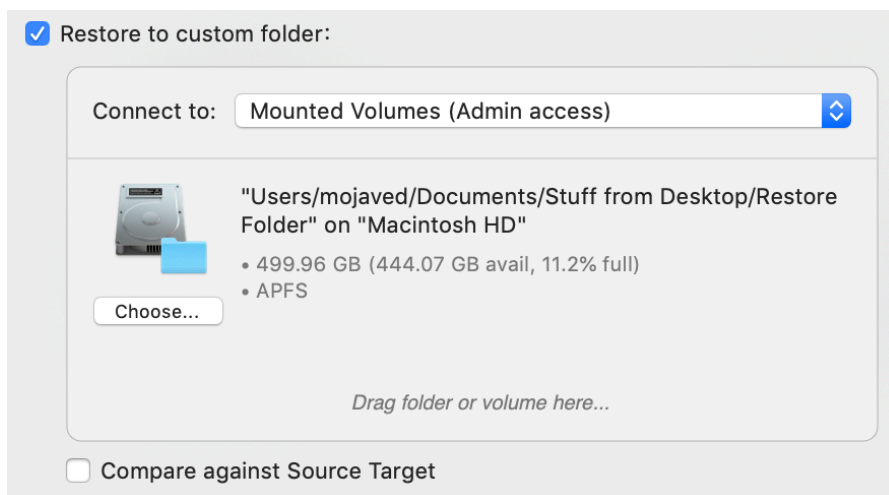 Restore to custom folder:
Connect to: Mounted Volumes (Admin access)
"Users/mojaved/Documents/Stuff from Desktop/Restore
Folder" on "Macintosh HD"
• 499.96 GB (444.07 GB avail, 11.2% full)
• APFS
Choose...
Drag folder or volume here...
Compare against Source Target